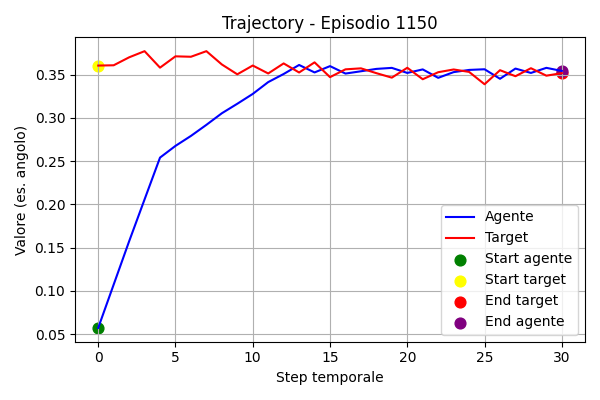 Trajectory - Episodio 1150
Valore (es. angolo)
0.35
0.30
0.25
0.20
0.15
0.10
0.05
0 5 10 15 20 25 30
Step temporale
Agente
Target
Start agente
Start target
End target
End agente